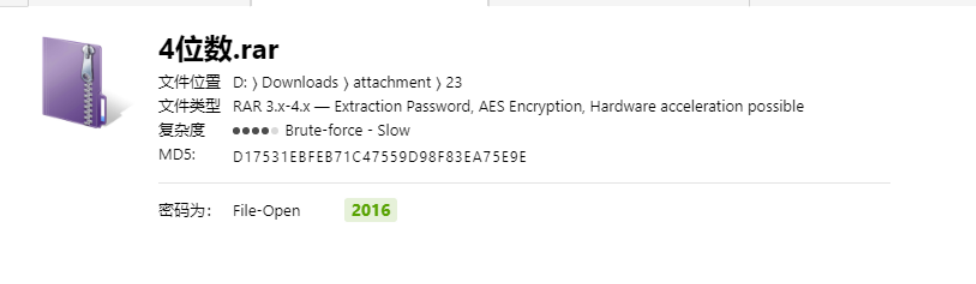 4位数.rar
文件位置 D: 〉Downloads 〉attachment 〉23
文件类型 RAR 3.x-4.x — Extraction Password, AES Encryption, Hardware acceleration possible
复杂度 ●●●●● Brute-force - Slow
MD5: D17531EBFEB71C47559D98F83EA75E9E
密码为: File-Open 2016